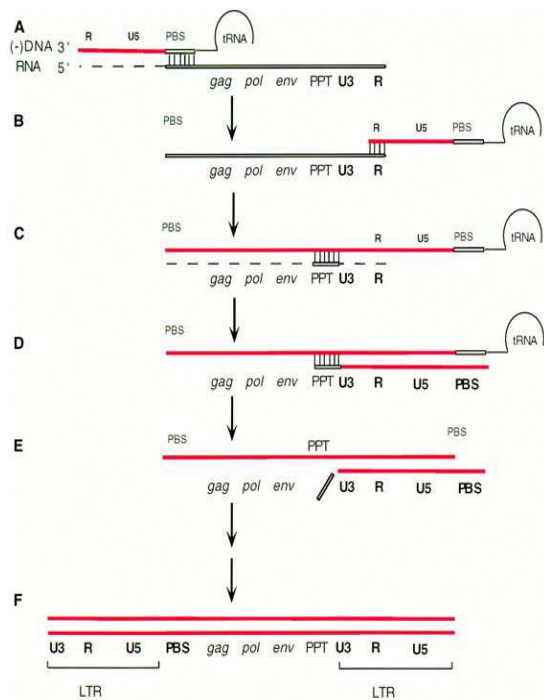 A
R U5 PBS
tRNA
(-)DNA 3'
RNA 5'
gag pol env PPT U3 R
B
PBS R U5 PBS
tRNA
gag pol env PPT U3 R
C
PBS R U5 PBS
tRNA
gag pol env PPT U3 R
D
PBS PBS
tRNA
gag pol env PPT U3 R U5 PBS
E
PBS PPT PBS
gag pol env U3 R U5 PBS
F
U3 R U5 PBS gag pol env PPT U3 R U5
LTR LTR